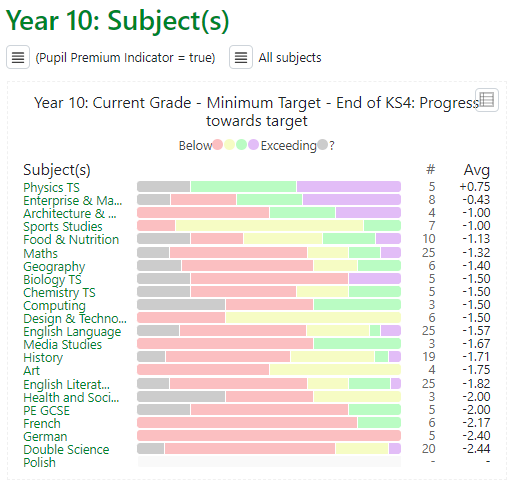 Year 10: Subject(s)
(Pupil Premium Indicator = true) All subjects
Year 10: Current Grade - Minimum Target - End of KS4: Progress
towards target
Below Exceeding ?
Subject(s) # Avg
Physics TS 5 +0.75
Enterprise & Ma... 8 -0.43
Architecture & ... 4 -1.00
Sports Studies 7 -1.00
Food & Nutrition 10 -1.13
Maths 25 -1.32
Geography 6 -1.40
Biology TS 5 -1.50
Chemistry TS 5 -1.50
Computing 3 -1.50
Design & Techno... 6 -1.50
English Language 25 -1.57
Media Studies 3 -1.67
History 19 -1.71
Art 4 -1.75
English Literat... 25 -1.82
Health and Soci... 3 -2.00
PE GCSE 5 -2.00
French 6 -2.17
German 5 -2.40
Double Science 20 -2.44
Polish - -